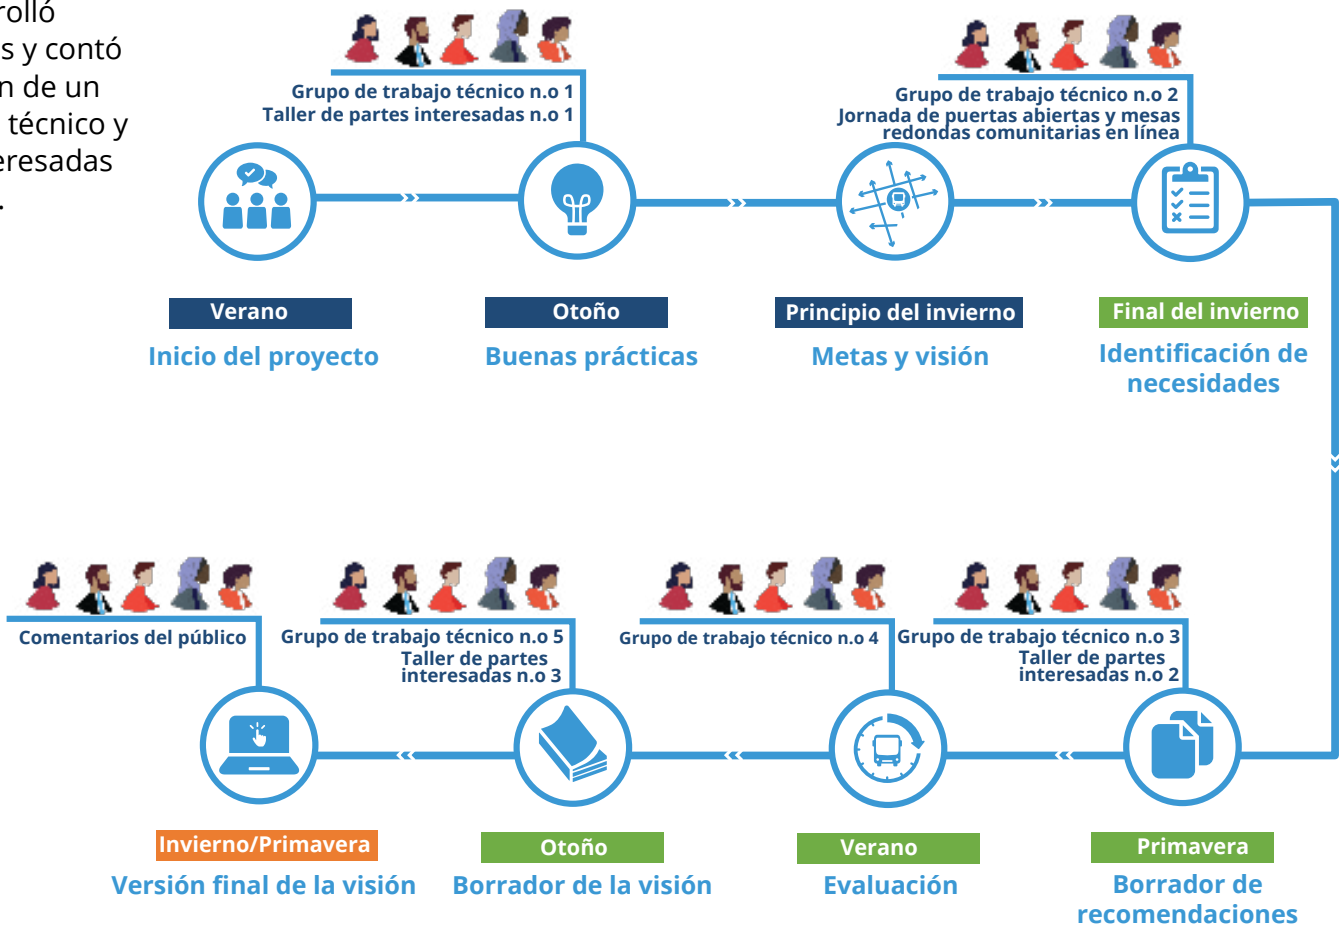 rolló
s y contó
n de un
técnico y
eresadas
.
Grupo de trabajo técnico n.o 1
Taller de partes interesadas n.o 1
Grupo de trabajo técnico n.o 2
Jornada de puertas abiertas y mesas
redondas comunitarias en línea
Verano
Inicio del proyecto
Otoño
Buenas prácticas
Principio del invierno
Metas y visión
Final del invierno
Identificación de
necesidades
Comentarios del público
Grupo de trabajo técnico n.o 5
Taller de partes
interesadas n.o 3
Grupo de trabajo técnico n.o 4
Grupo de trabajo técnico n.o 3
Taller de partes
interesadas n.o 2
Invierno/Primavera
Versión final de la visión
Otoño
Borrador de la visión
Verano
Evaluación
Primavera
Borrador de
recomendaciones